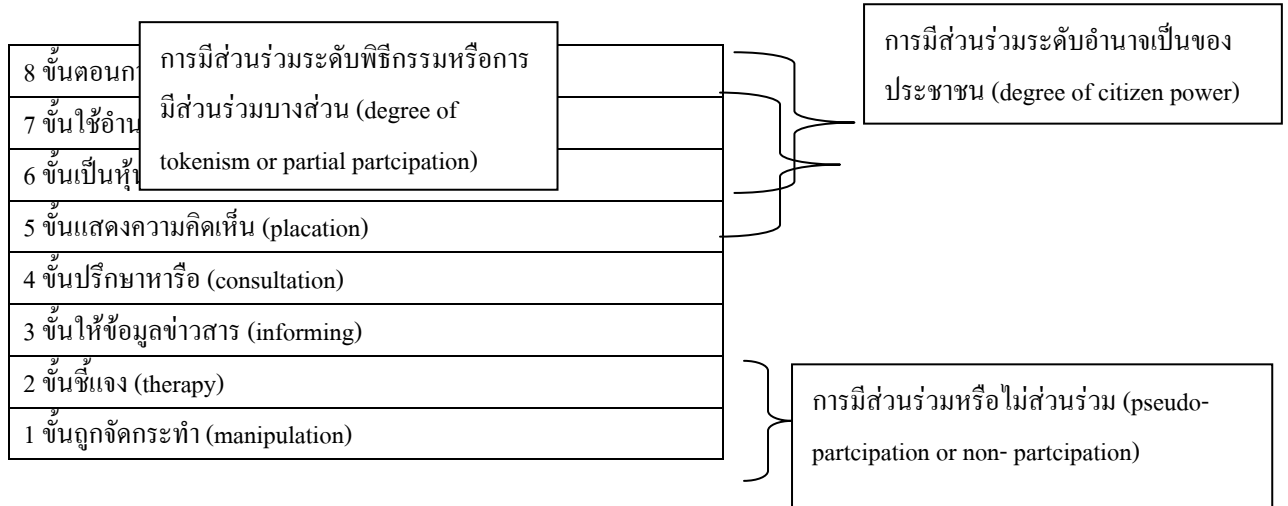 การมีส่วนร่วมระดับอำนาจเป็นของ
ประชาชน (degree of citizen power)
การมีส่วนร่วมระดับพิธีกรรมหรือการ
มีส่วนร่วมบางส่วน (degree of
tokenism or partial partcipation)
8 ขั้นตอน
7 ขั้นใช้
6 ขั้นเป็น
5 ขั้นแสดงความคิดเห็น (placation)
4 ขั้นปรึกษาหารือ (consultation)
3 ขั้นให้ข้อมูลข่าวสาร (informing)
2 ขั้นชี้แจง (therapy)
1 ขั้นถูกจัดกระทำ (manipulation)
การมีส่วนร่วมหรือไม่ส่วนร่วม (pseudo-
partcipation or non- partcipation)